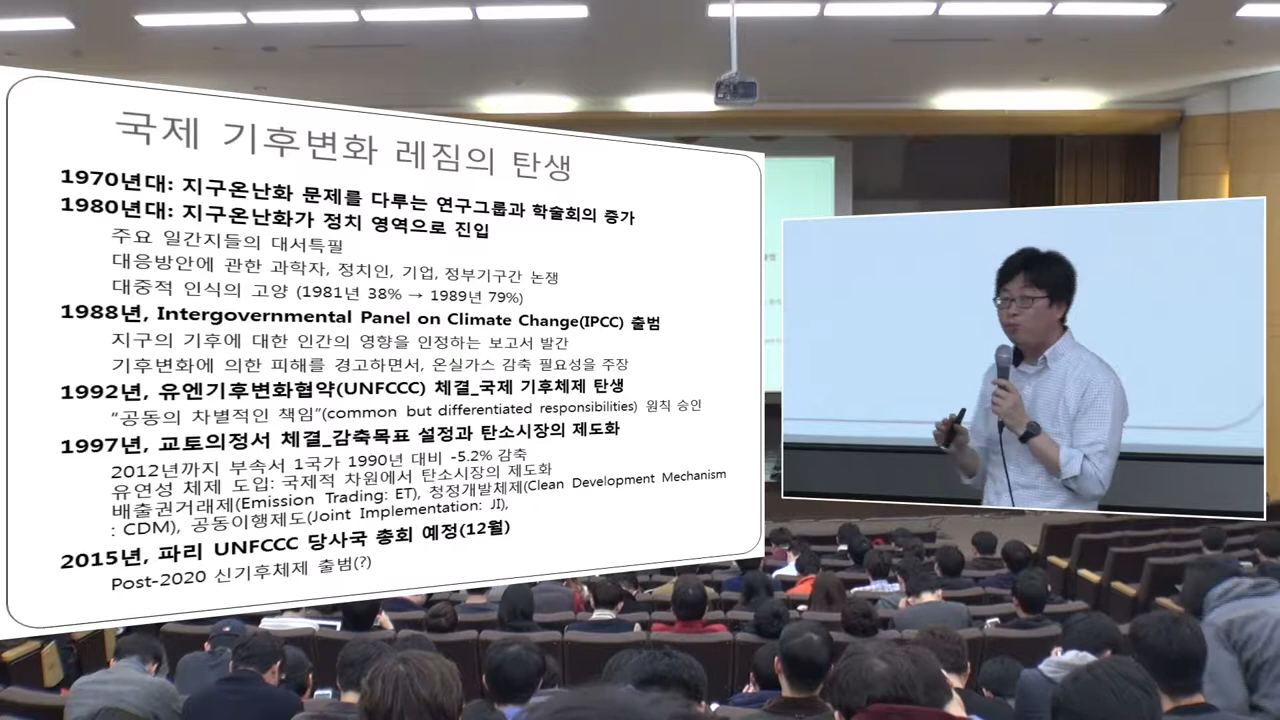 국제 기후변화 레짐의 탄생
1970년대: 지구온난화 문제를 다루는 연구그룹과 학술회의 증가
1980년대: 지구온난화가 정치 영역으로 진입
주요 일간지들의 대서특필
대응방안에 관한 과학자, 정치인, 기업, 정부기구간 논쟁
대중적 인식의 고양 (1981년 38% → 1989년 79%)
1988년, Intergovernmental Panel on Climate Change(IPCC) 출범
지구의 기후에 대한 인간의 영향을 인정하는 보고서 발간
기후변화에 의한 피해를 경고하면서, 온실가스 감축 필요성을 주장
1992년, 유엔기후변화협약(UNFCCC) 체결_국제 기후체제 탄생
“공동의 차별적인 책임”(common but differentiated responsibilities) 원칙 승인
1997년, 교토의정서 체결_감축목표 설정과 탄소시장의 제도화
2012년까지 부속서 1국가 1990년 대비 -5.2% 감축
유연성 체제 도입: 국제적 차원에서 탄소시장의 제도화
배출권거래제(Emission Trading: ET), 청정개발체제(Clean Development Mechanism
: CDM), 공동이행제도(Joint Implementation: JI),
2015년, 파리 UNFCCC 당사국 총회 예정(12월)
Post-2020 신기후체제 출범(?)